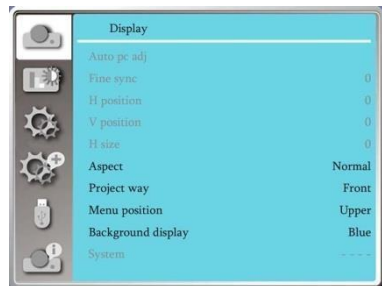 Display
Auto pc adj
Fine sync 0
H position 0
V position 0
H size 0
Aspect Normal
Project way Front
Menu position Upper
Background display Blue
System - - - -